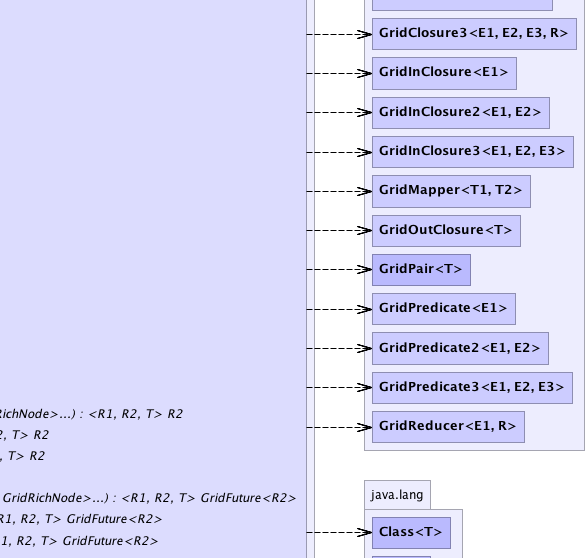 GridClosure3<E1, E2, E3, R>
GridInClosure<E1>
GridInClosure2<E1, E2>
GridInClosure3<E1, E2, E3>
GridMapper<T1, T2>
GridOutClosure<T>
GridPair<T>
GridPredicate<E1>
GridPredicate2<E1, E2>
GridPredicate3<E1, E2, E3>
RichNode>...) : <R1, R2, T> R2
GridReducer<E1, R>
2, T> R2
, T> R2
GridRichNode>...) : <R1, R2, T> GridFuture<R2>
java.lang
R1, R2, T> GridFuture<R2>
Class<T>
1, R2, T> GridFuture<R2>